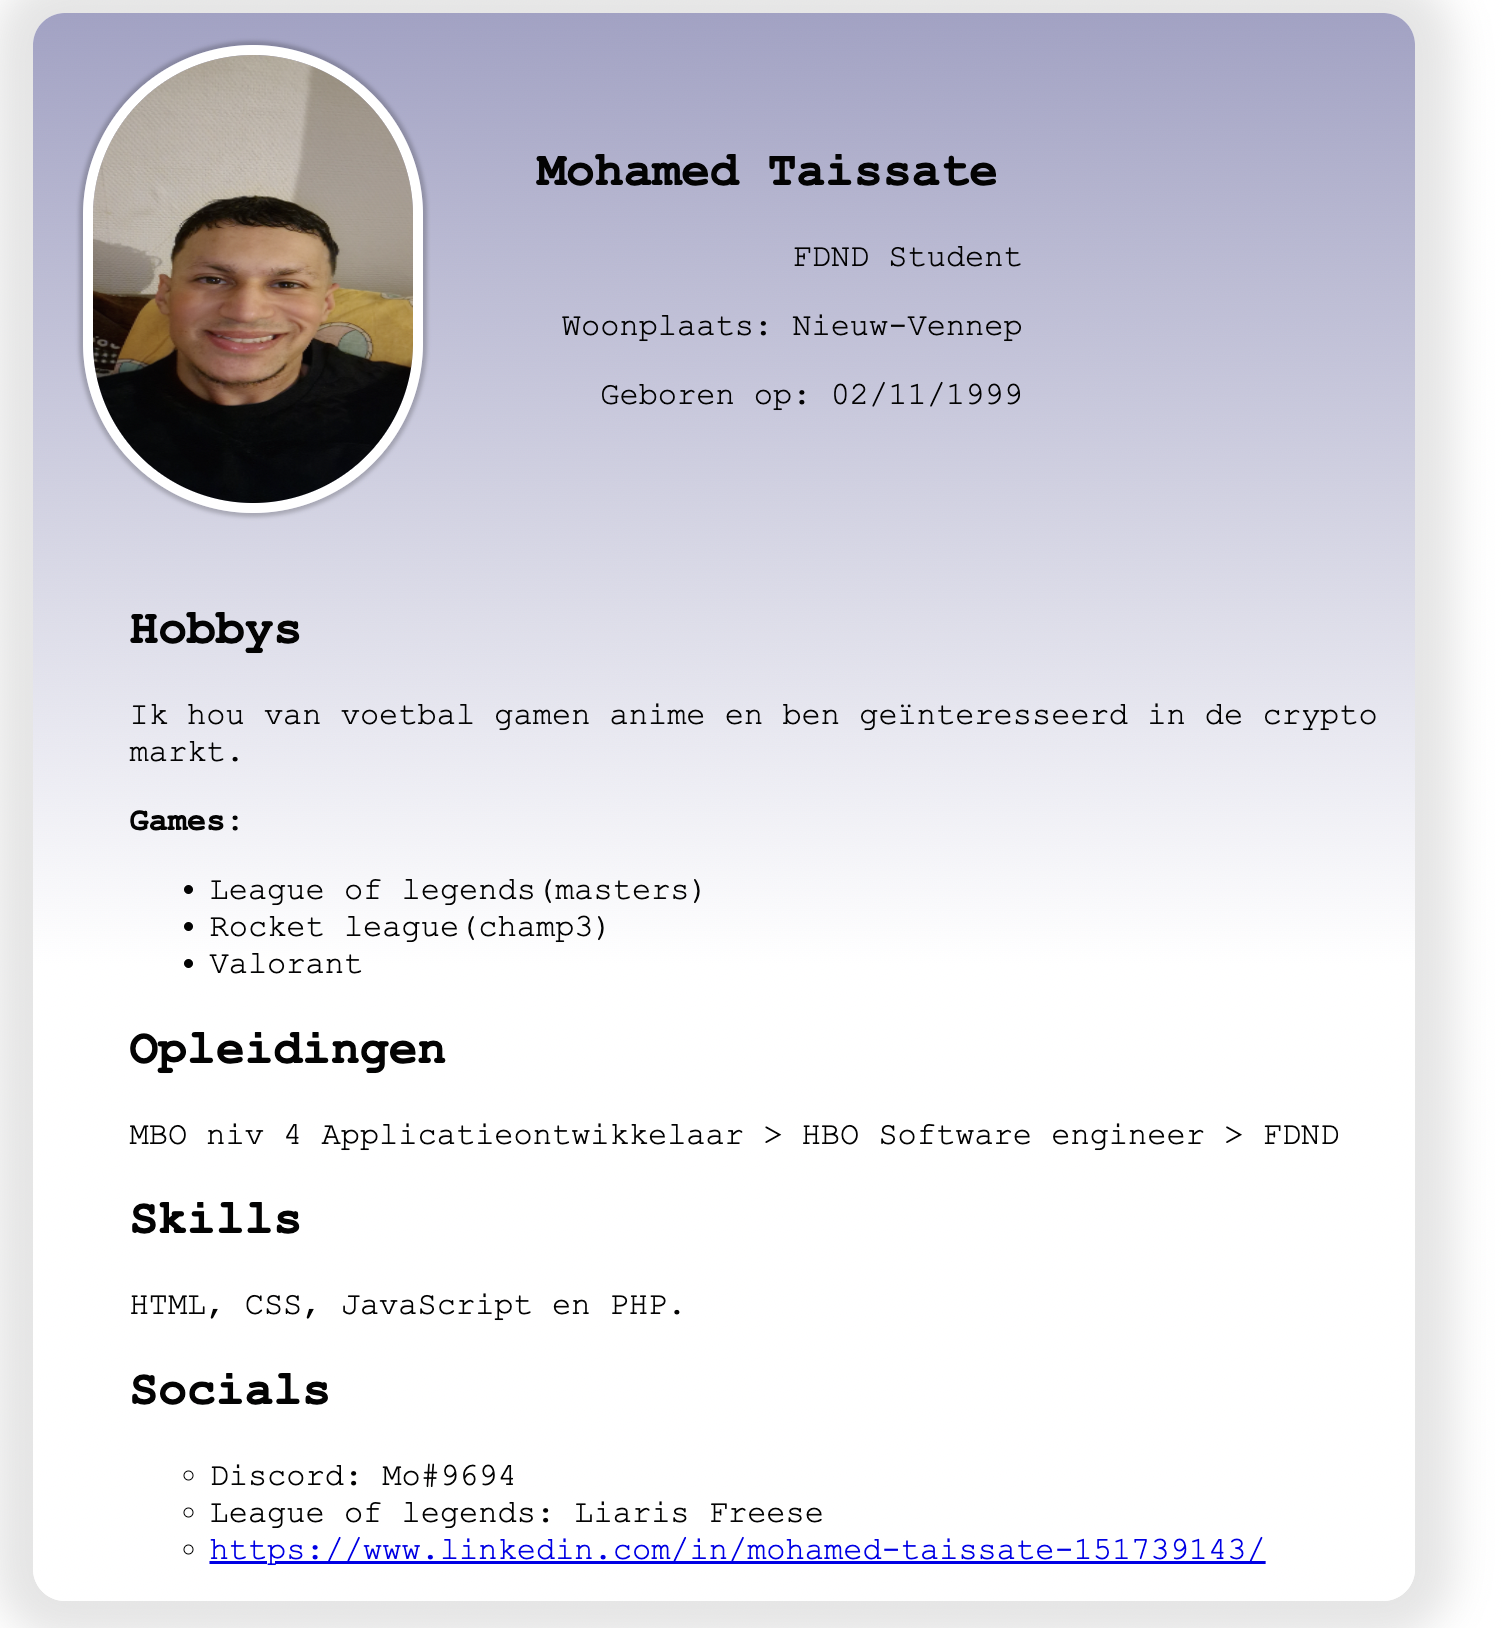 Mohamed Taissate
FDND Student
Woonplaats: Nieuw-Vennep
Geboren op: 02/11/1999
Hobbys
Ik hou van voetbal gamen anime en ben geïnteresseerd in de crypto
markt.
Games:
League of legends(masters)
Rocket league(champ3)
Valorant
Opleidingen
MBO niv 4 Applicatieontwikkelaar > HBO Software engineer > FDND
Skills
HTML, CSS, JavaScript en PHP.
Socials
Discord: Mo#9694
League of legends: Liaris Freese
https://www.linkedin.com/in/mohamed-taissate-151739143/